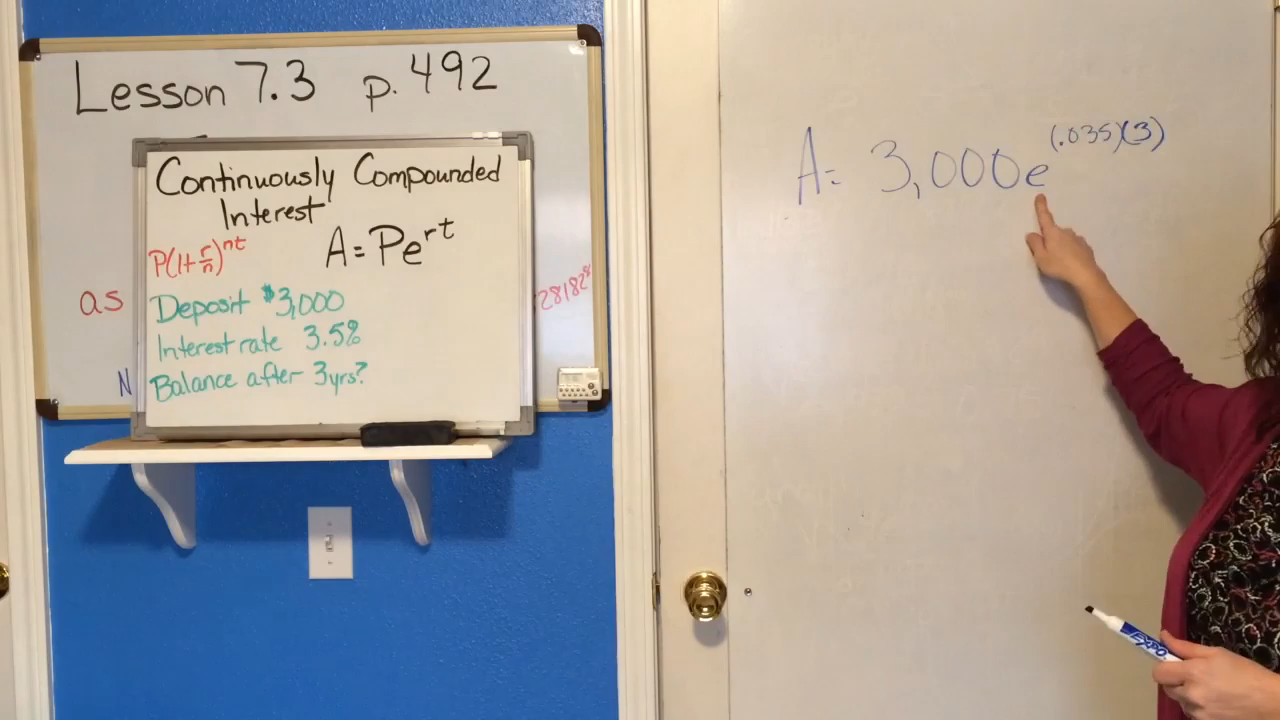 Lesson 7.3 p. 492
Continuously Compounded
Interest
P(1+r/n)^nt
A=Pe^rt
as
Deposit $3,000
281828
Interest rate 3.5%
N
Balance after 3yrs?
A= 3,000e^(.035)(3)
EXPO